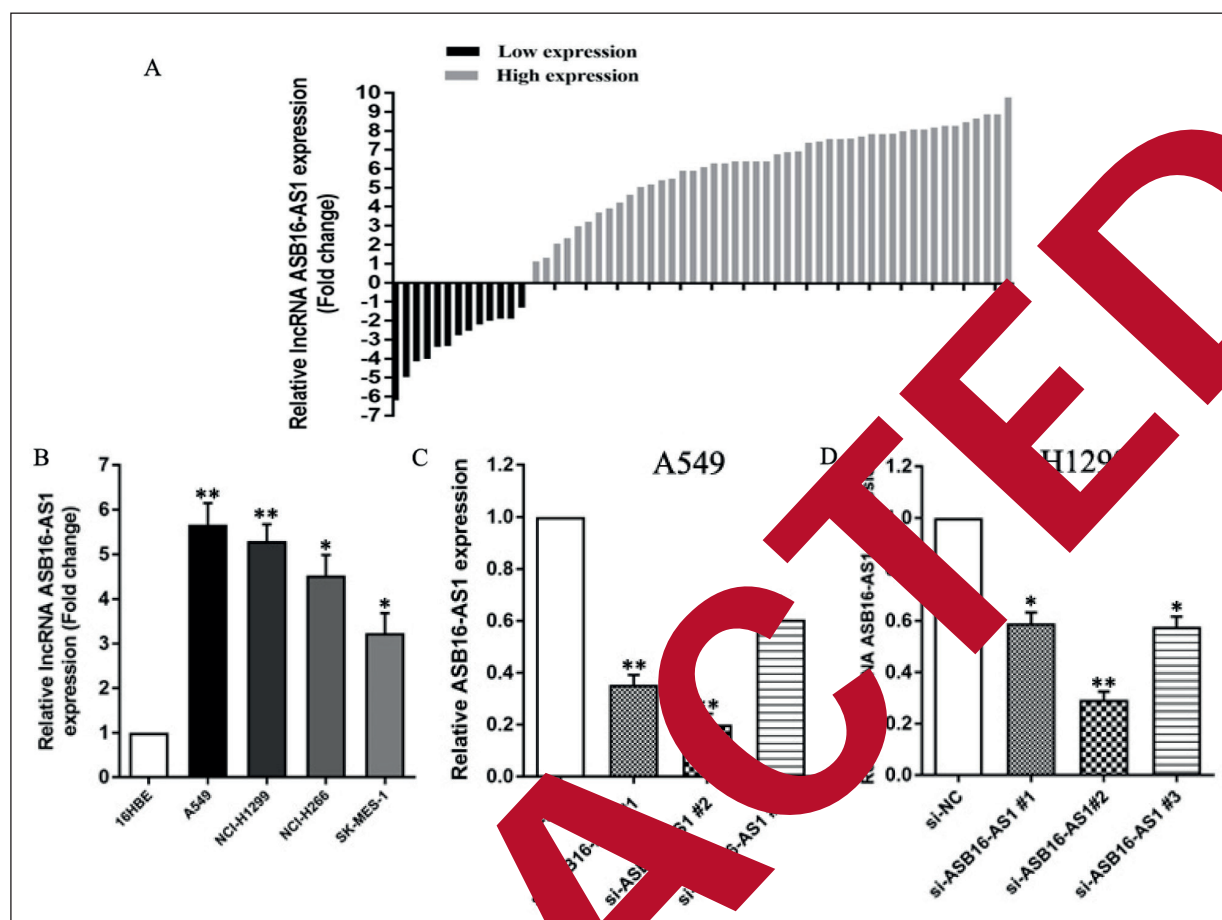 A
Low expression
High expression
Relative lncRNA ASB16-AS1 expression
(Fold change)
10
9
8
7
6
5
4
3
2
1
0
-1
-2
-3
-4
-5
-6
-7
B
Relative lncRNA ASB16-AS1
expression (Fold change)
7
6
5
4
3
2
1
0
**
**
*
*
16HBE
A549
NCI-H1299
NCI-H266
SK-MES-1
C
A549
Relative ASB16-AS1 expression
1.2
1.0
0.8
0.6
0.4
0.2
0.0
**
#2
D
ASB16-AS1
1.2
0.6
0.4
0.2
0.0
*
**
*
si-NC
si-ASB16-AS1 #1
si-ASB16-AS1#2
si-ASB16-AS1 #3
ACTED